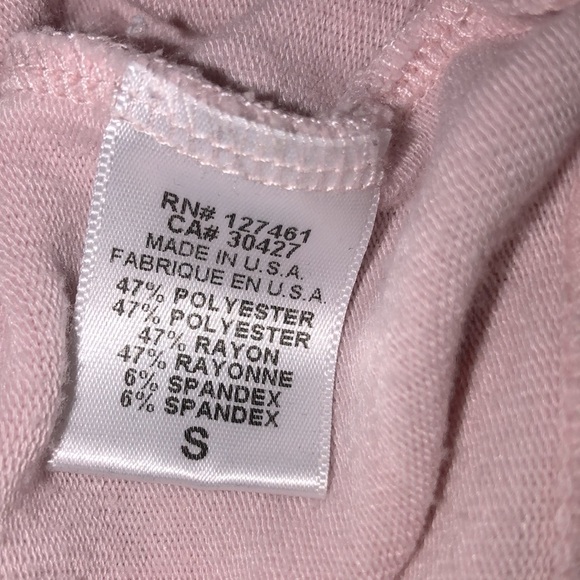 RN# 127461
CA# 30427
MADE IN U.S.A.
FABRIQUE EN U.S.A.
47% POLYESTER
47% POLYESTER
47% RAYON
47% RAYONNE
6% SPANDEX
6% SPANDEX
S